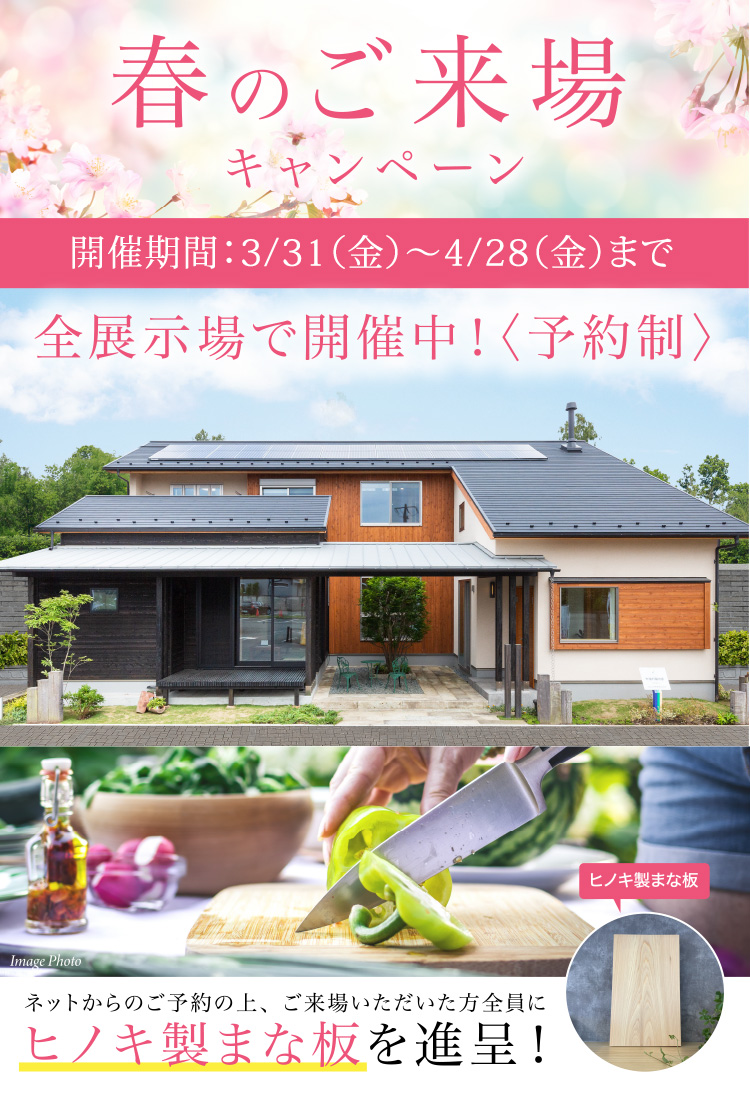 春のご来場
キャンペーン
開催期間：3/31（金）～4/28（金）まで
全展示場で開催中！〈予約制〉
ヒノキ製まな板
Image Photo
ネットからのご予約の上、ご来場いただいた方全員に
ヒノキ製まな板を進呈！